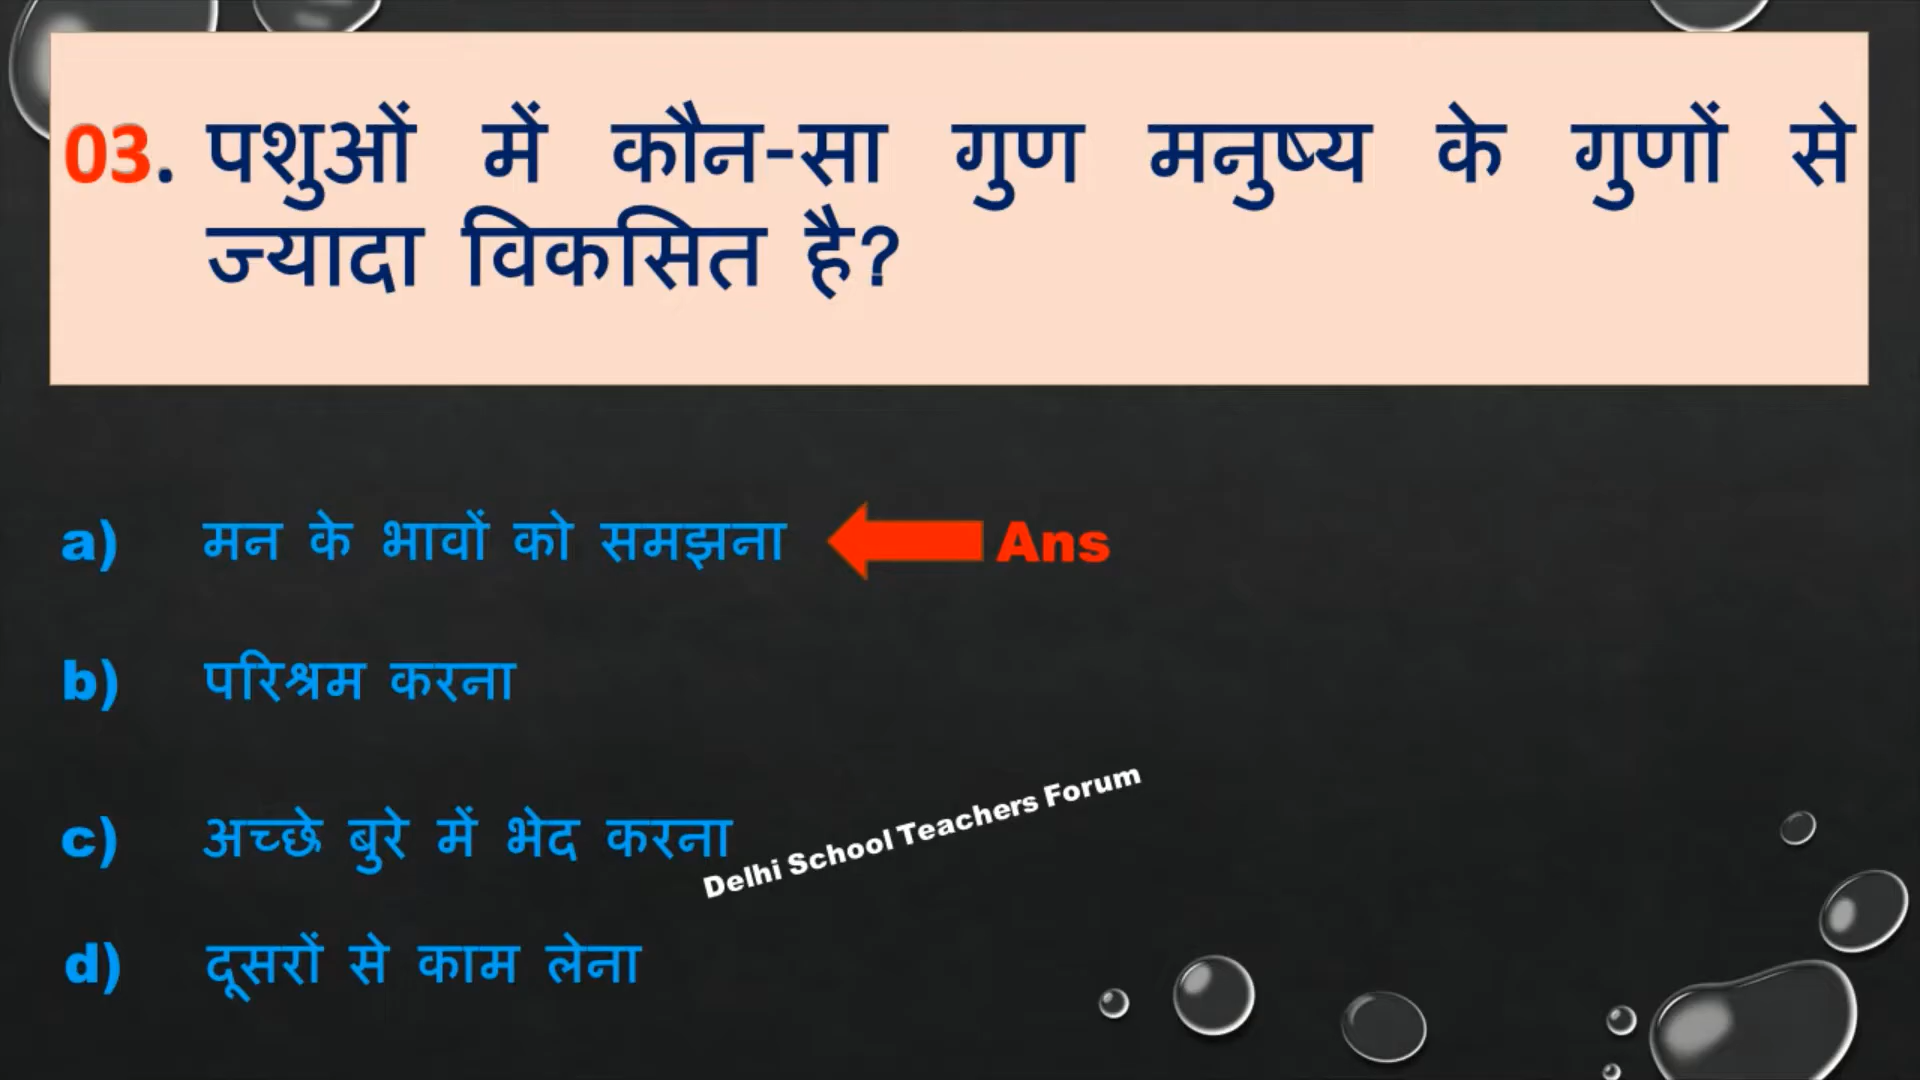 03. पशुओं में कौन-सा गुण मनुष्य के गुणों से
ज्यादा विकसित है?
a) मन के भावों को समझना Ans
b) परिश्रम करना
c) अच्छे बुरे में भेद करना
Delhi School Teachers Forum
d) दूसरों से काम लेना